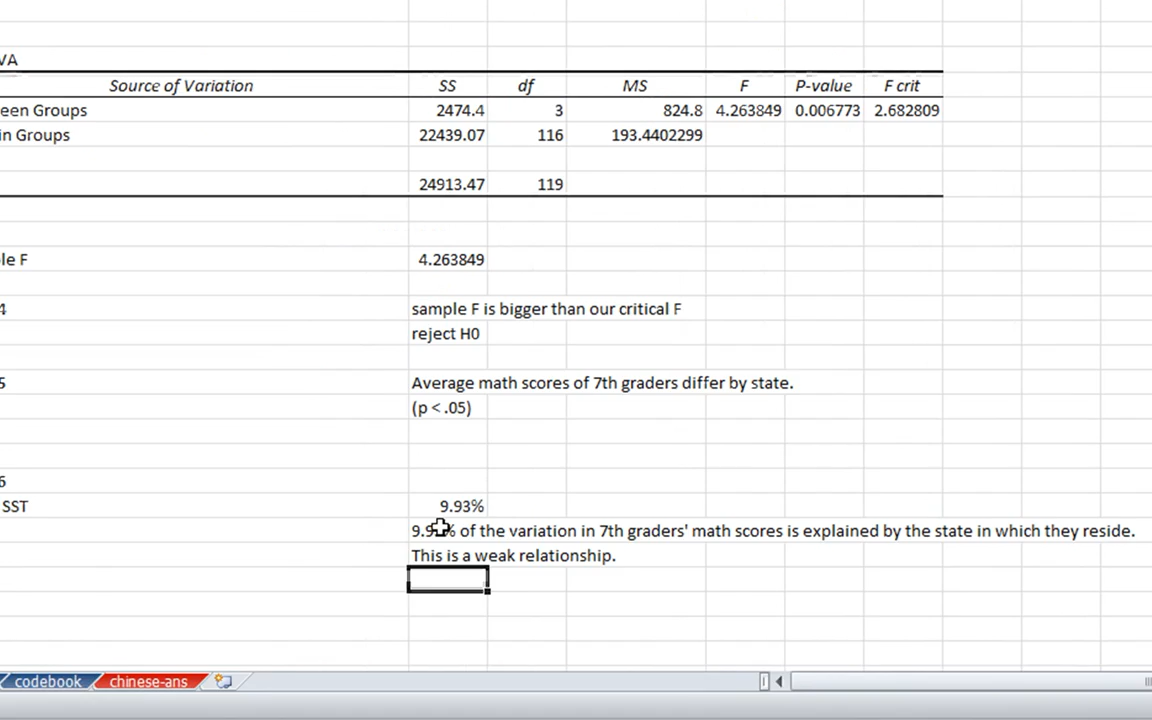 VA
Source of Variation SS df MS F P-value F crit
een Groups 2474.4 3 824.8 4.263849 0.006773 2.682809
in Groups 22439.07 116 193.4402299
24913.47 119
le F 4.263849
4 sample F is bigger than our critical F
reject H0
5 Average math scores of 7th graders differ by state.
(p < .05)
6
SST 9.93%
of the variation in 7th graders' math scores is explained by the state in which they reside.
This is a weak relationship.
codebook chinese-ans